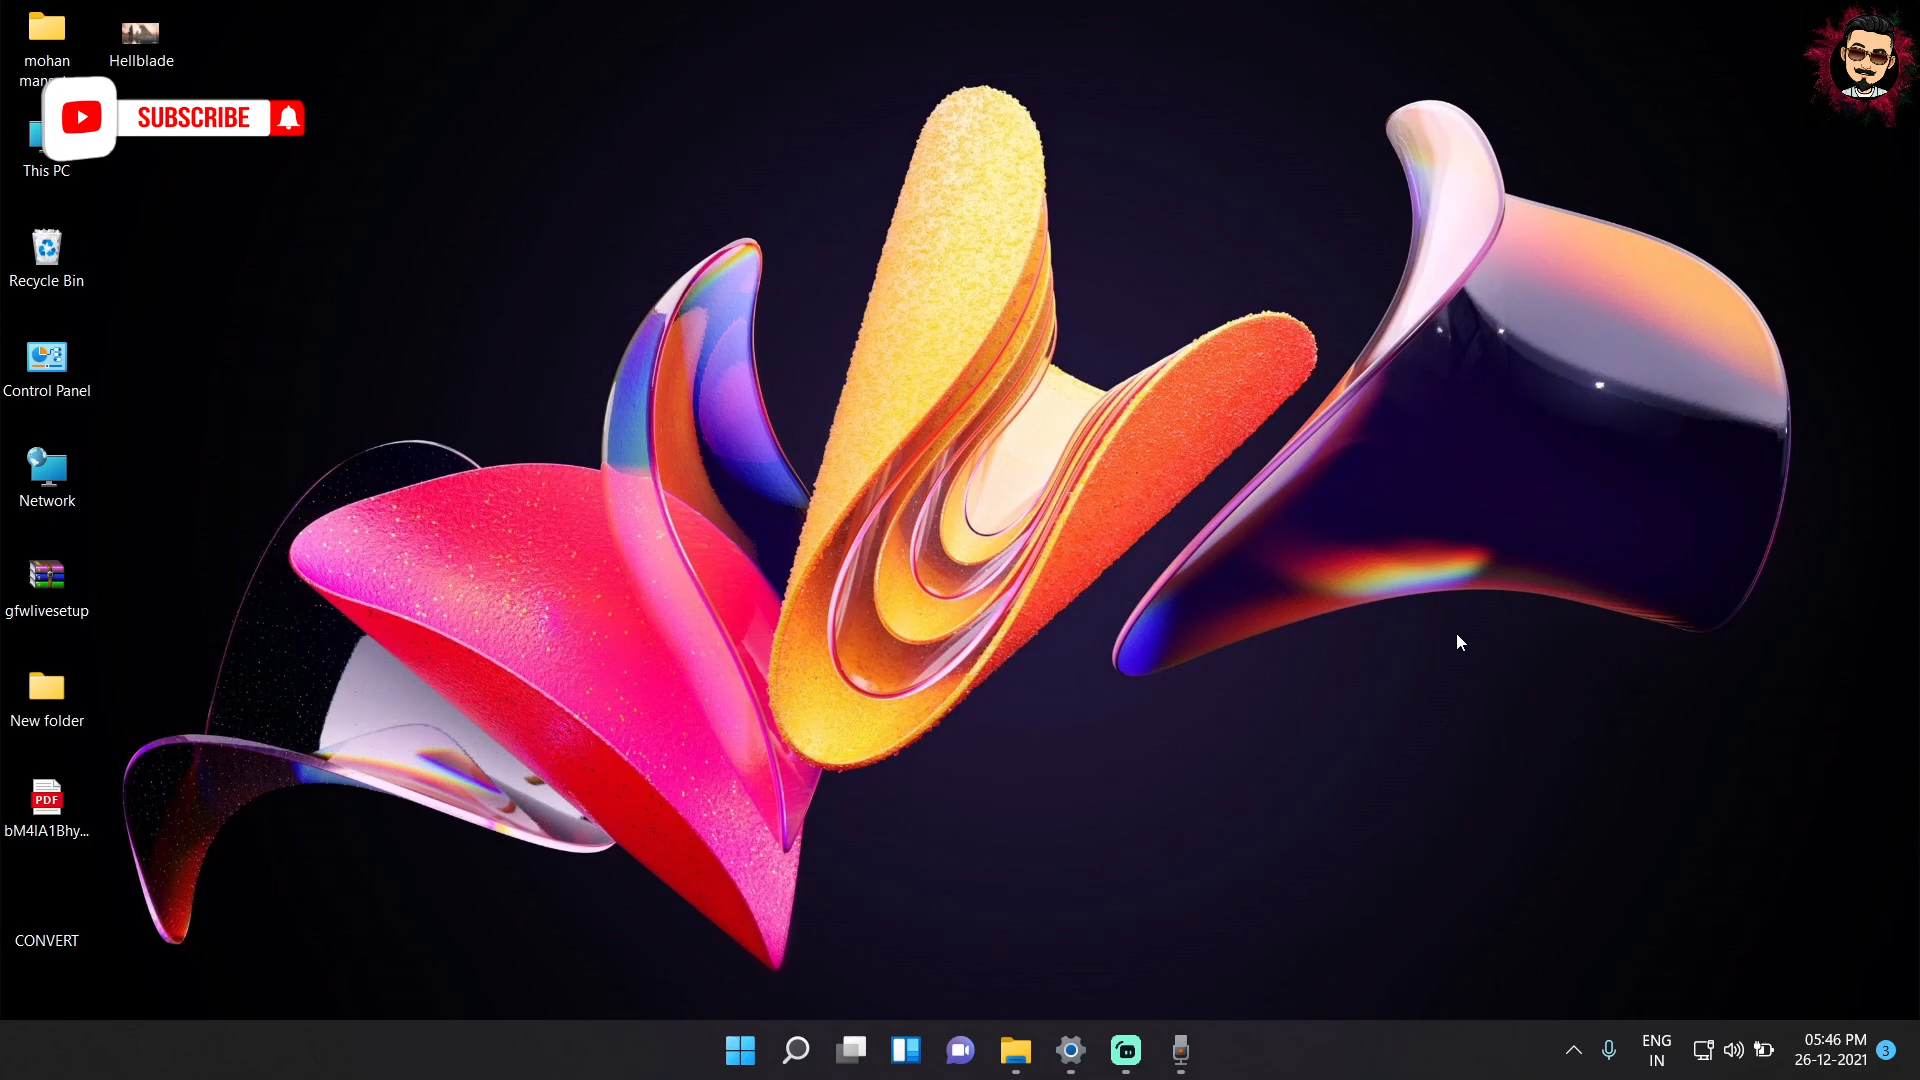 mohan
Hellblade
SUBSCRIBE
This PC
Recycle Bin
Control Panel
Network
gfwlivesetup
New folder
PDF
bM4lA1Bhy...
CONVERT
ENG
IN
05:46 PM
26-12-2021
3